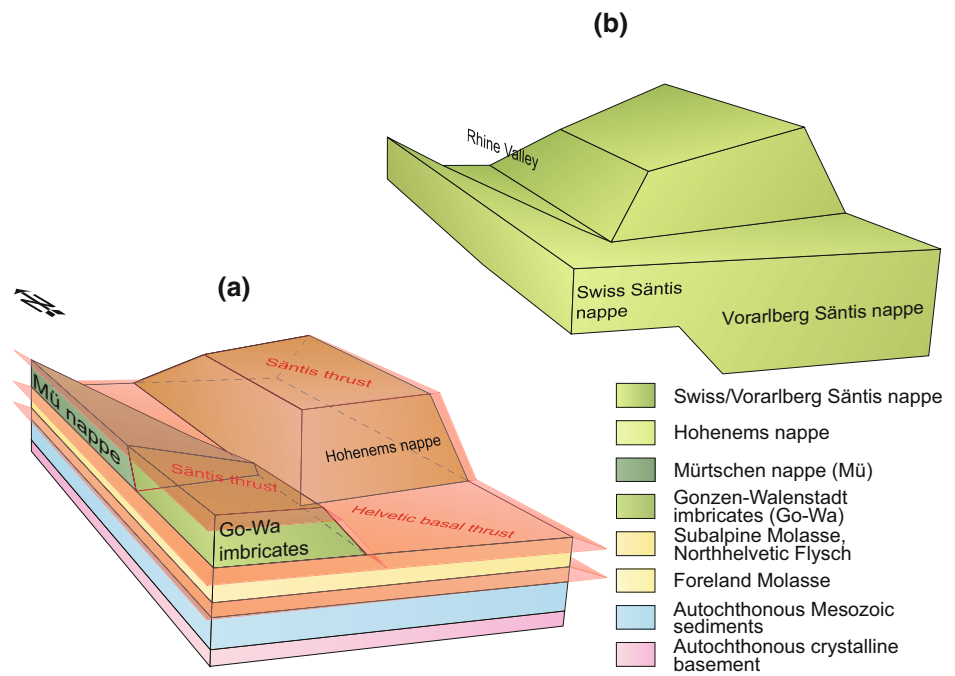 (b)
Rhine Valley
Swiss Säntis
nappe
Vorarlberg Säntis nappe
(a)
N
Säntis thrust
Mü nappe
Hohenems nappe
Säntis thrust
Helvetic basal thrust
Go-Wa
imbricates
Swiss/Vorarlberg Säntis nappe
Hohenems nappe
Mürtschen nappe (Mü)
Gonzen-Walenstadt
imbricates (Go-Wa)
Subalpine Molasse,
Northhelvetic Flysch
Foreland Molasse
Autochthonous Mesozoic
sediments
Autochthonous crystalline
basement